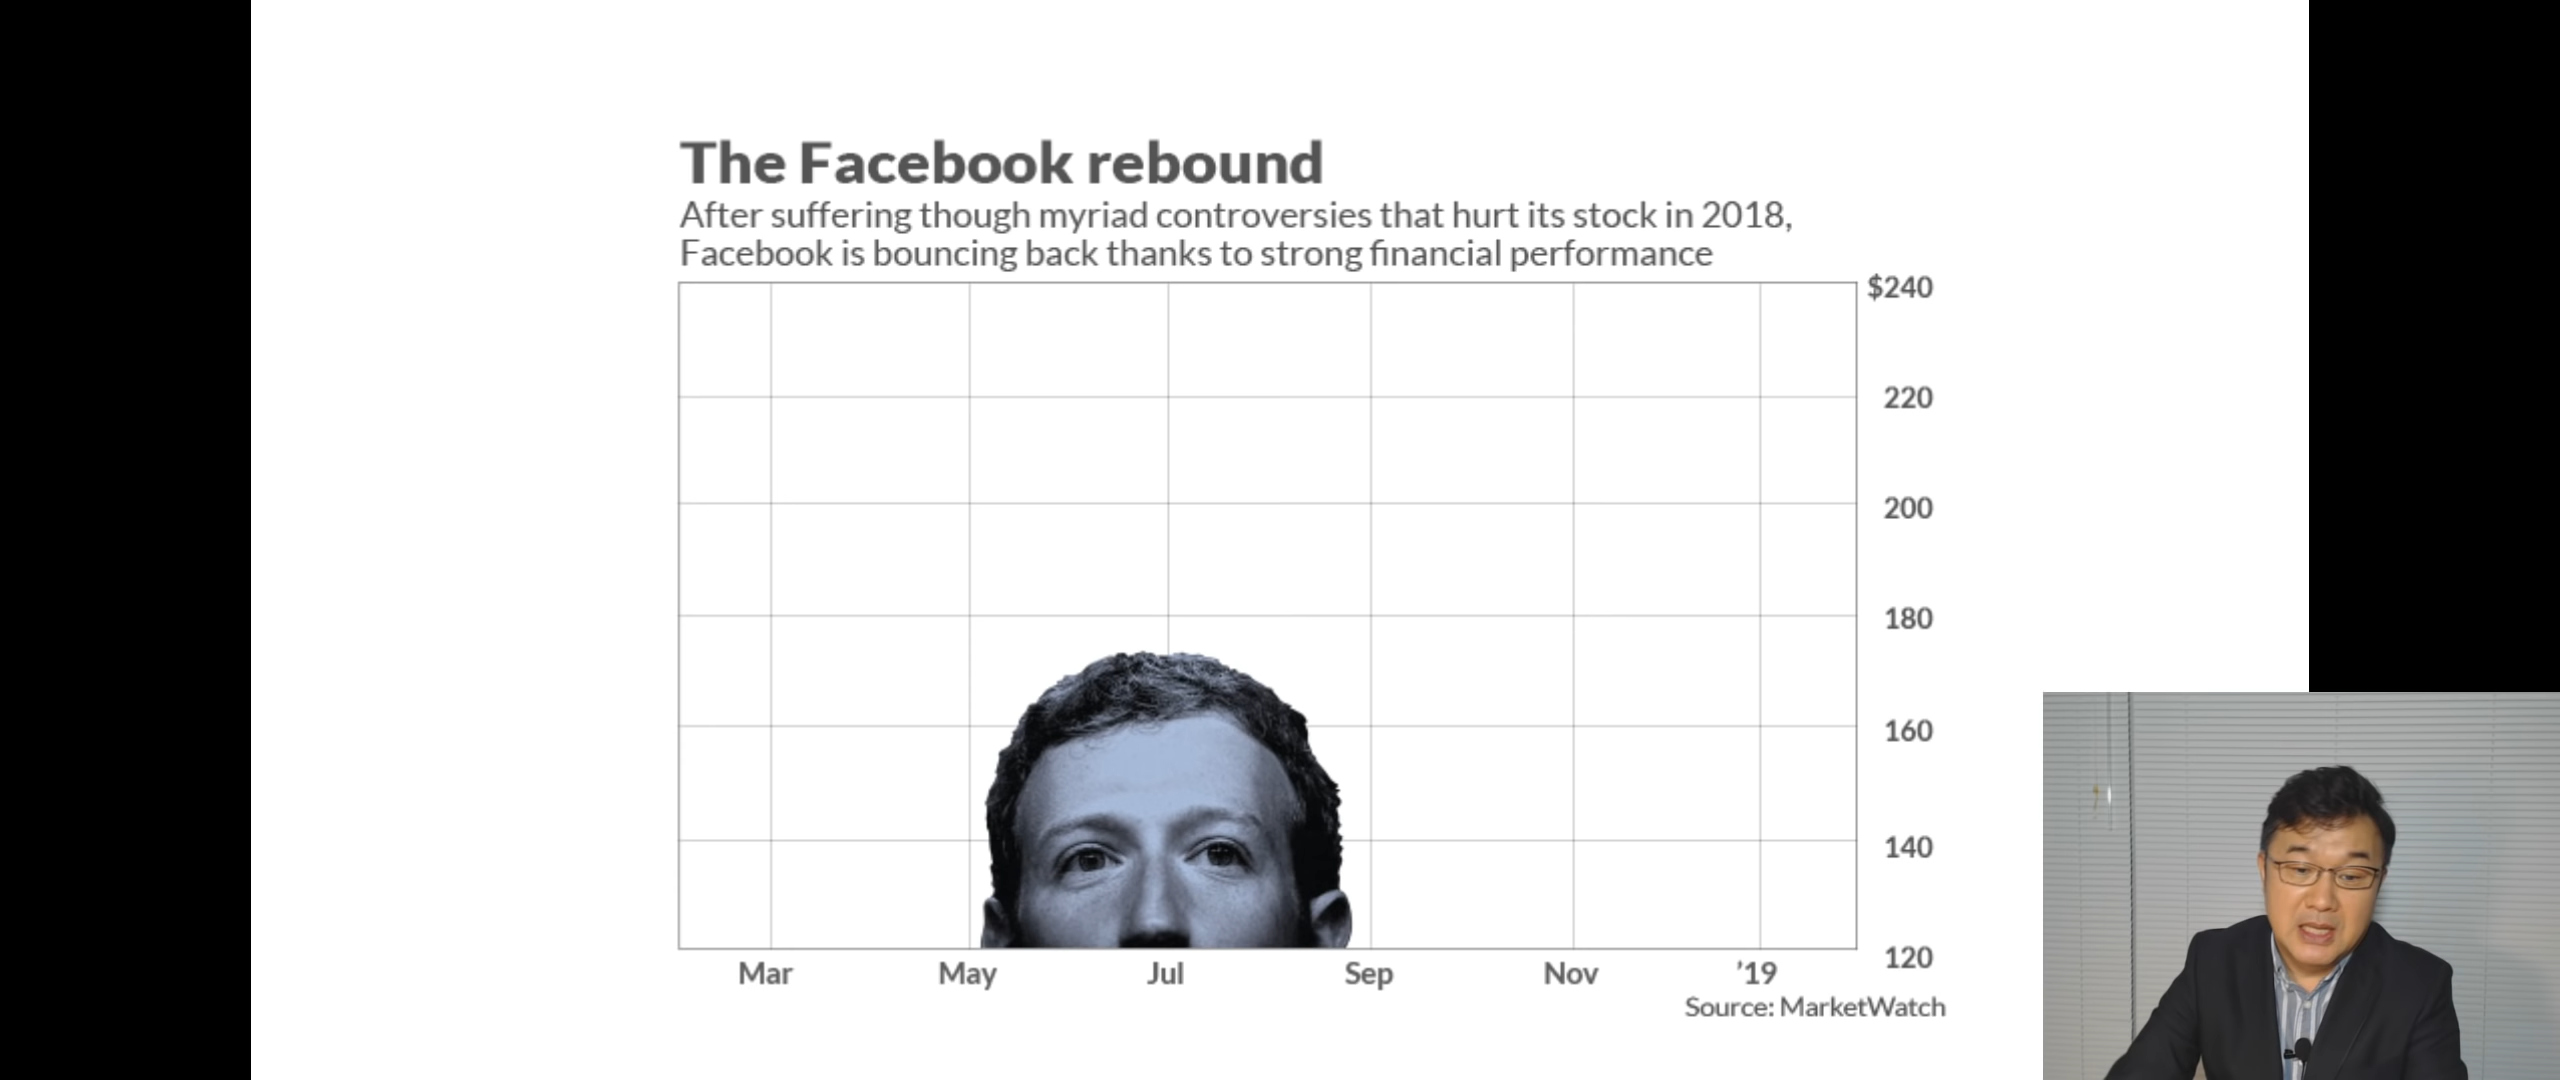 The Facebook rebound
After suffering though myriad controversies that hurt its stock in 2018,
Facebook is bouncing back thanks to strong financial performance
$240
220
200
180
160
140
120
Mar May Jul Sep Nov '19
Source: MarketWatch